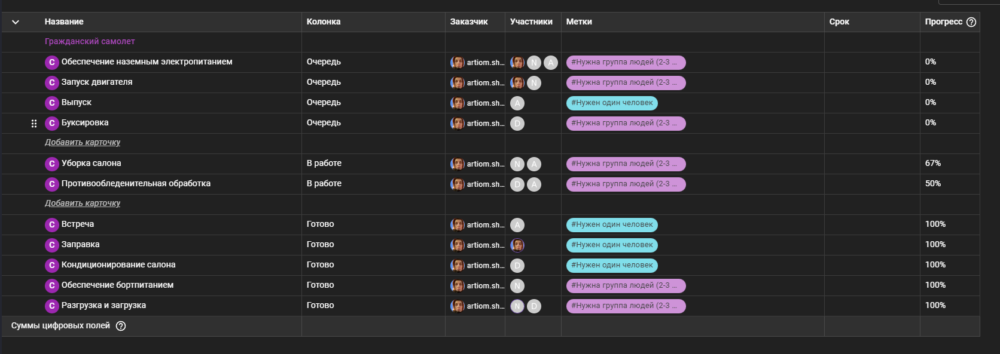 Название Колонка Заказчик Участники Метки Срок Прогресс ?
Гражданский самолет
C Обеспечение наземным электропитанием Очередь artiom.sh... N A #Нужна группа людей (2-3 ... 0%
C Запуск двигателя Очередь artiom.sh... N #Нужна группа людей (2-3 ... 0%
C Выпуск Очередь artiom.sh... A #Нужен один человек 0%
C Буксировка Очередь artiom.sh... D #Нужна группа людей (2-3 ... 0%
Добавить карточку
C Уборка салона В работе artiom.sh... N A #Нужна группа людей (2-3 ... 67%
C Противообледенительная обработка В работе artiom.sh... D A #Нужна группа людей (2-3 ... 50%
Добавить карточку
C Встреча Готово artiom.sh... A #Нужен один человек 100%
C Заправка Готово artiom.sh... #Нужен один человек 100%
C Кондиционирование салона Готово artiom.sh... D #Нужен один человек 100%
C Обеспечение бортпитанием Готово artiom.sh... N #Нужна группа людей (2-3 ... 100%
C Разгрузка и загрузка Готово artiom.sh... N D #Нужна группа людей (2-3 ... 100%
Суммы цифровых полей ?